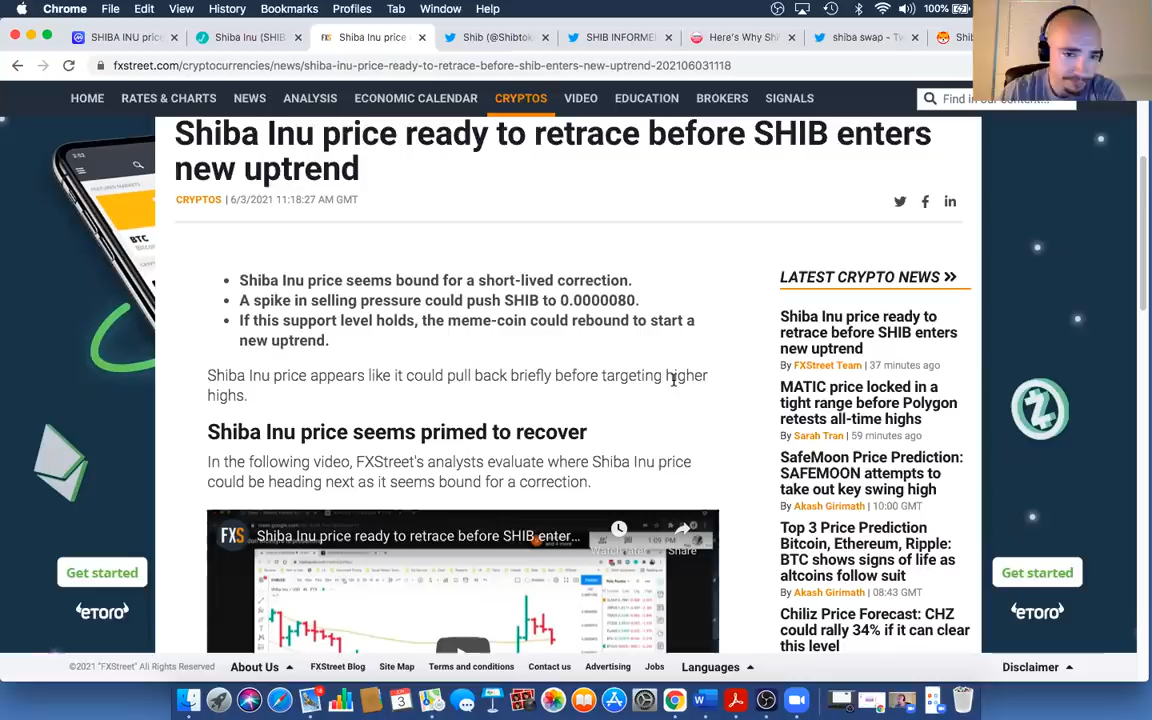 Chrome File Edit View History Bookmarks Profiles Tab Window Help 100%
SHIBA INU price
Shiba Inu (SHIB
FXS Shiba Inu price
Shib (@Shibtok
SHIB INFORME
Here's Why Shi
shiba swap - Tw
Shib
fxstreet.com/cryptocurrencies/news/shiba-inu-price-ready-to-retrace-before-shib-enters-new-uptrend-202106031118
HOME RATES & CHARTS NEWS ANALYSIS ECONOMIC CALENDAR CRYPTOS VIDEO EDUCATION BROKERS SIGNALS
Find in our content...
Shiba Inu price ready to retrace before SHIB enters
new uptrend
CRYPTOS | 6/3/2021 11:18:27 AM GMT
• Shiba Inu price seems bound for a short-lived correction.
• A spike in selling pressure could push SHIB to 0.0000080.
• If this support level holds, the meme-coin could rebound to start a
new uptrend.
Shiba Inu price appears like it could pull back briefly before targeting higher
highs.
Shiba Inu price seems primed to recover
In the following video, FXStreet's analysts evaluate where Shiba Inu price
could be heading next as it seems bound for a correction.
FXS Shiba Inu price ready to retrace before SHIB enter...
Share
1:09 PM
LATEST CRYPTO NEWS
Shiba Inu price ready to
retrace before SHIB enters
new uptrend
By FXStreet Team | 37 minutes ago
MATIC price locked in a
tight range before Polygon
retests all-time highs
By Sarah Tran | 59 minutes ago
SafeMoon Price Prediction:
SAFEMOON attempts to
take out key swing high
By Akash Girimath | 10:00 GMT
Top 3 Price Prediction
Bitcoin, Ethereum, Ripple:
BTC shows signs of life as
altcoins follow suit
By Akash Girimath | 08:43 GMT
Chiliz Price Forecast: CHZ
could rally 34% if it can clear
this level
BTC
Get started
etoro
Get started
etoro
©2021 "FXStreet" All Rights Reserved
About Us FXStreet Blog Site Map Terms and conditions Contact us Advertising Jobs Languages Disclaimer